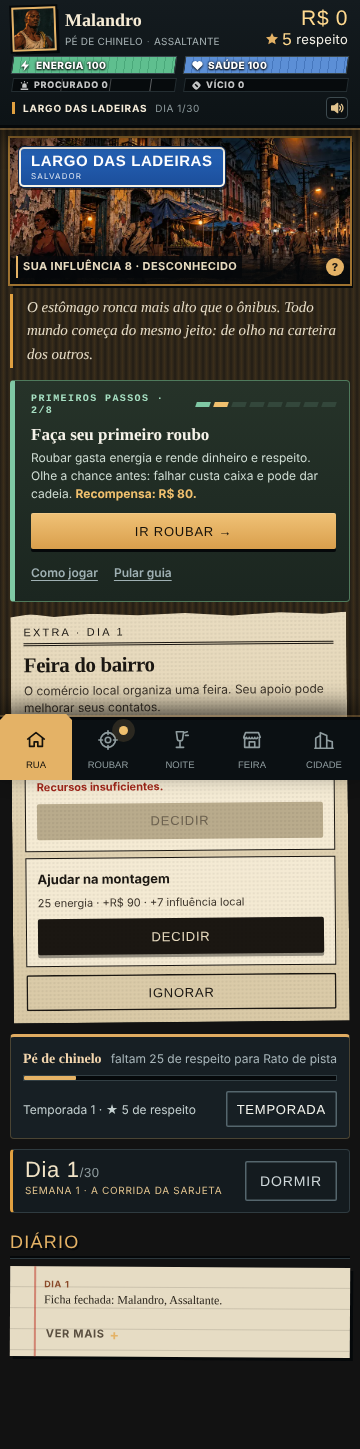 Malandro
PÉ DE CHINELO · ASSALTANTE
R$ 0
★ 5 respeito
ENERGIA 100
SAÚDE 100
PROCURADO 0
VÍCIO 0
LARGO DAS LADEIRAS DIA 1/30
LARGO DAS LADEIRAS
SALVADOR
SUA INFLUÊNCIA 8 · DESCONHECIDO
?
O estômago ronca mais alto que o ônibus. Todo
mundo começa do mesmo jeito: de olho na carteira
dos outros.
PRIMEIROS PASSOS ·
2/8
Faça seu primeiro roubo
Roubar gasta energia e rende dinheiro e respeito.
Olhe a chance antes: falhar custa caixa e pode dar
cadeia. Recompensa: R$ 80.
IR ROUBAR →
Como jogar Pular guia
EXTRA · DIA 1
Feira do bairro
O comércio local organiza uma feira. Seu apoio pode
melhorar seus contatos.
RUA
ROUBAR
NOITE
FEIRA
CIDADE
Recursos insuficientes.
DECIDIR
Ajudar na montagem
25 energia · +R$ 90 · +7 influência local
DECIDIR
IGNORAR
Pé de chinelo faltam 25 de respeito para Rato de pista
Temporada 1 · ★ 5 de respeito
TEMPORADA
Dia 1/30
SEMANA 1 · A CORRIDA DA SARJETA
DORMIR
DIÁRIO
DIA 1
Ficha fechada: Malandro, Assaltante.
VER MAIS +